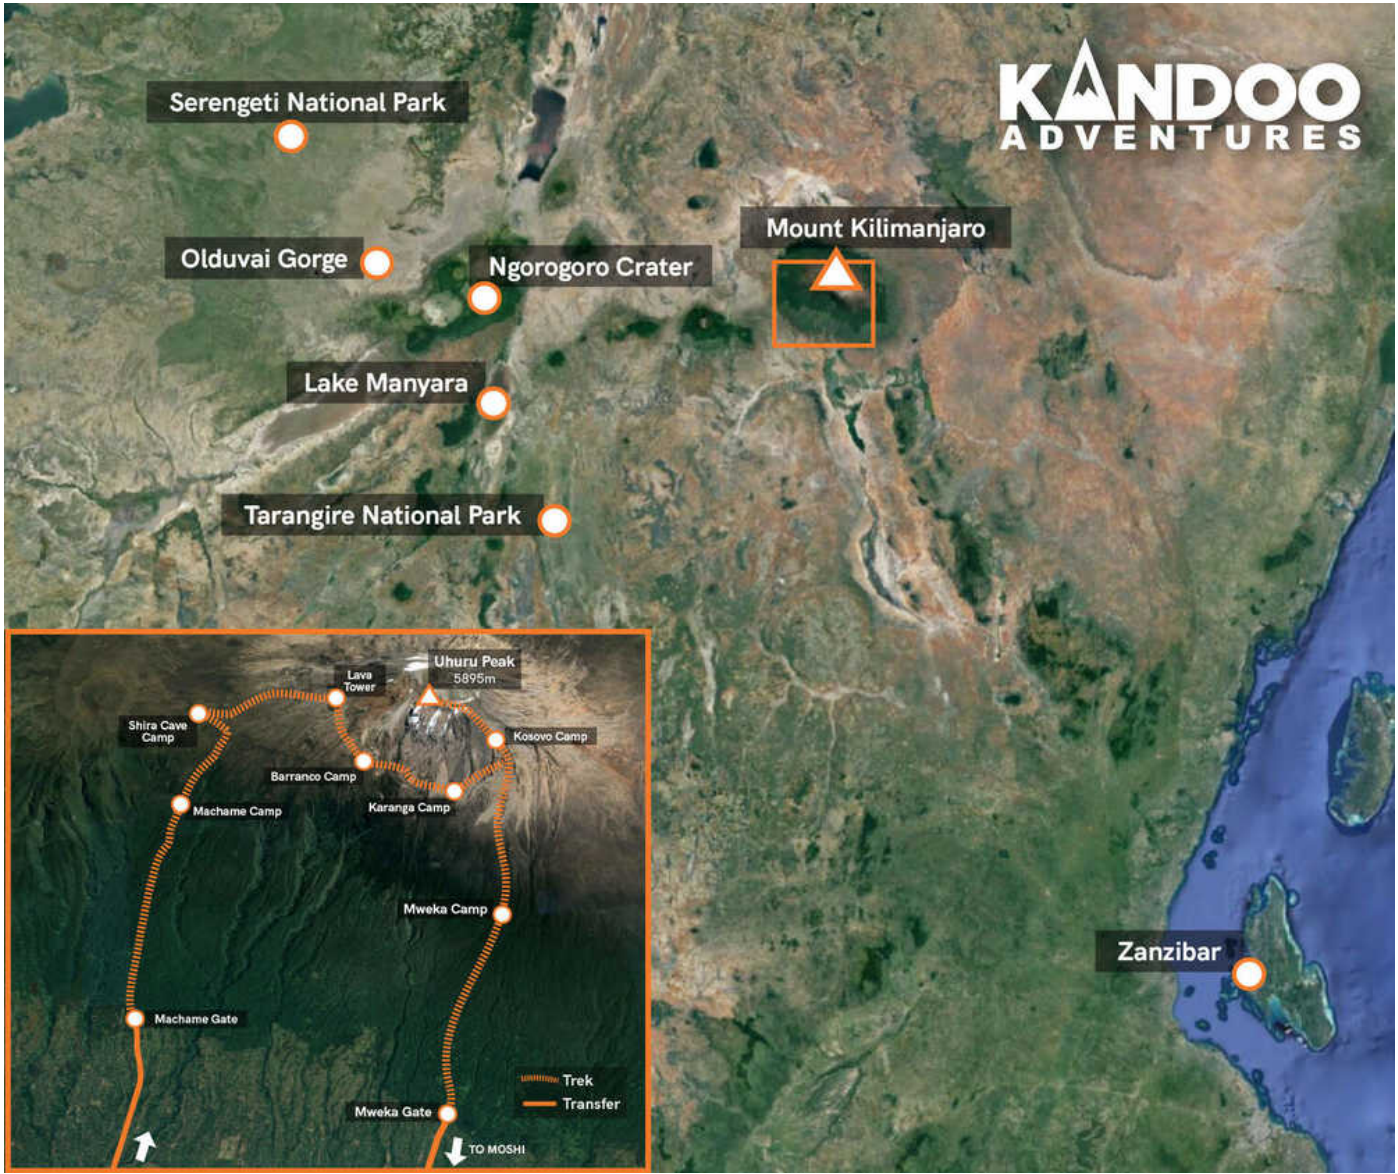 KANDOO
ADVENTURES
Serengeti National Park
Mount Kilimanjaro
Olduvai Gorge
Ngorogoro Crater
Lake Manyara
Tarangire National Park
Zanzibar
Uhuru Peak
5895m
Lava
Tower
Shira Cave
Camp
Kosovo Camp
Barranco Camp
Karanga Camp
Machame Camp
Mweka Camp
Machame Gate
Trek
Transfer
Mweka Gate
TO MOSHI